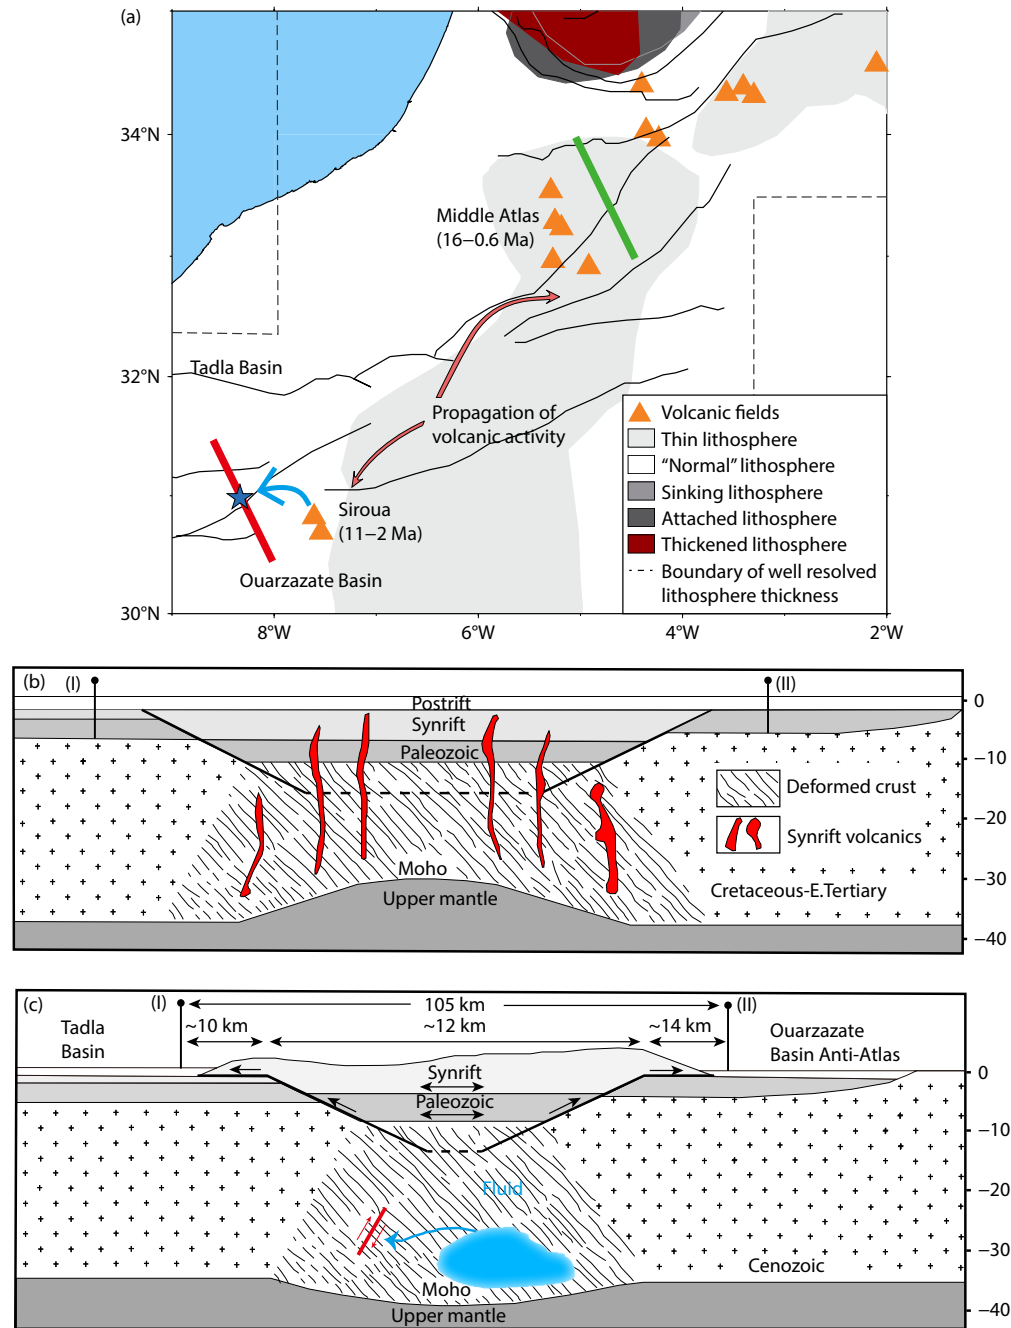 (a)
34°N
32°N
30°N
8°W
6°W
4°W
2°W
Middle Atlas
(16–0.6 Ma)
Tadla Basin
Propagation of
volcanic activity
Siroua
(11–2 Ma)
Ouarzazate Basin
Volcanic fields
Thin lithosphere
“Normal” lithosphere
Sinking lithosphere
Attached lithosphere
Thickened lithosphere
Boundary of well resolved
lithosphere thickness
(b)
(I)
(II)
Postrift
Synrift
Paleozoic
Moho
Upper mantle
Deformed crust
Synrift volcanics
Cretaceous-E.Tertiary
0
−10
−20
−30
−40
(c)
(I)
(II)
105 km
~10 km
~12 km
~14 km
Tadla
Basin
Ouarzazate
Basin Anti-Atlas
Synrift
Paleozoic
Fluid
Moho
Upper mantle
Cenozoic
0
−10
−20
−30
−40